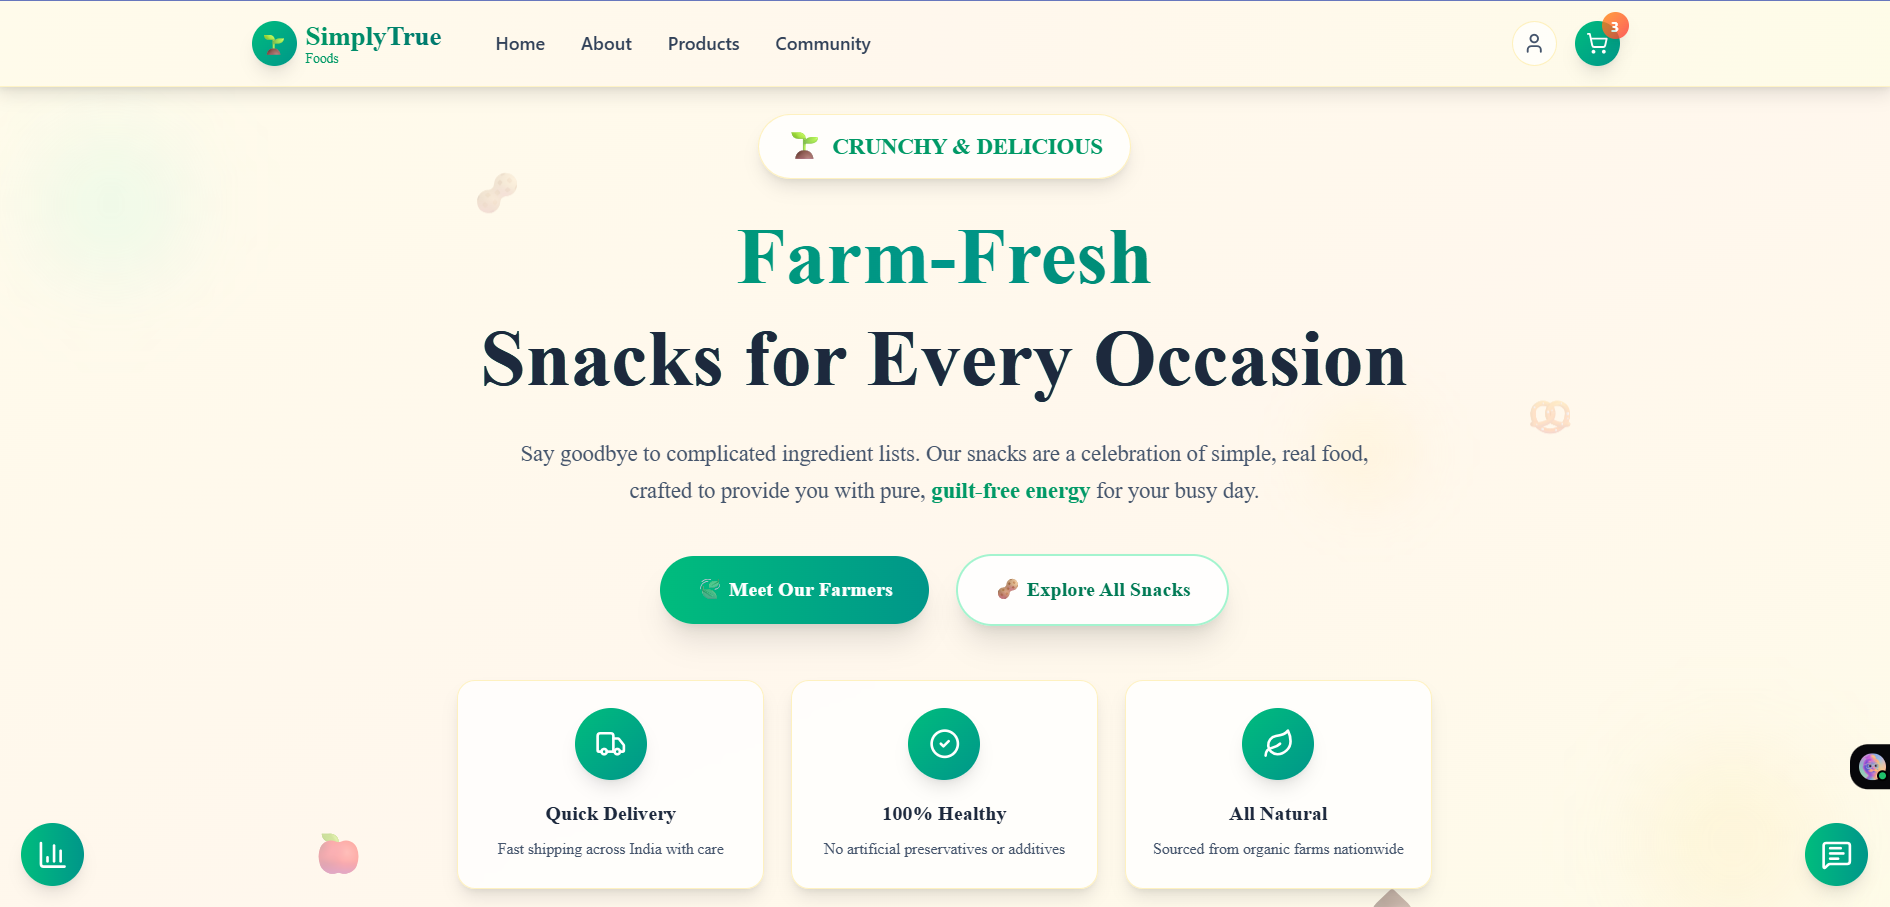 SimplyTrue
Foods
Home
About
Products
Community
3
CRUNCHY & DELICIOUS
Farm-Fresh
Snacks for Every Occasion
Say goodbye to complicated ingredient lists. Our snacks are a celebration of simple, real food,
crafted to provide you with pure, guilt-free energy for your busy day.
Meet Our Farmers
Explore All Snacks
Quick Delivery
Fast shipping across India with care
100% Healthy
No artificial preservatives or additives
All Natural
Sourced from organic farms nationwide